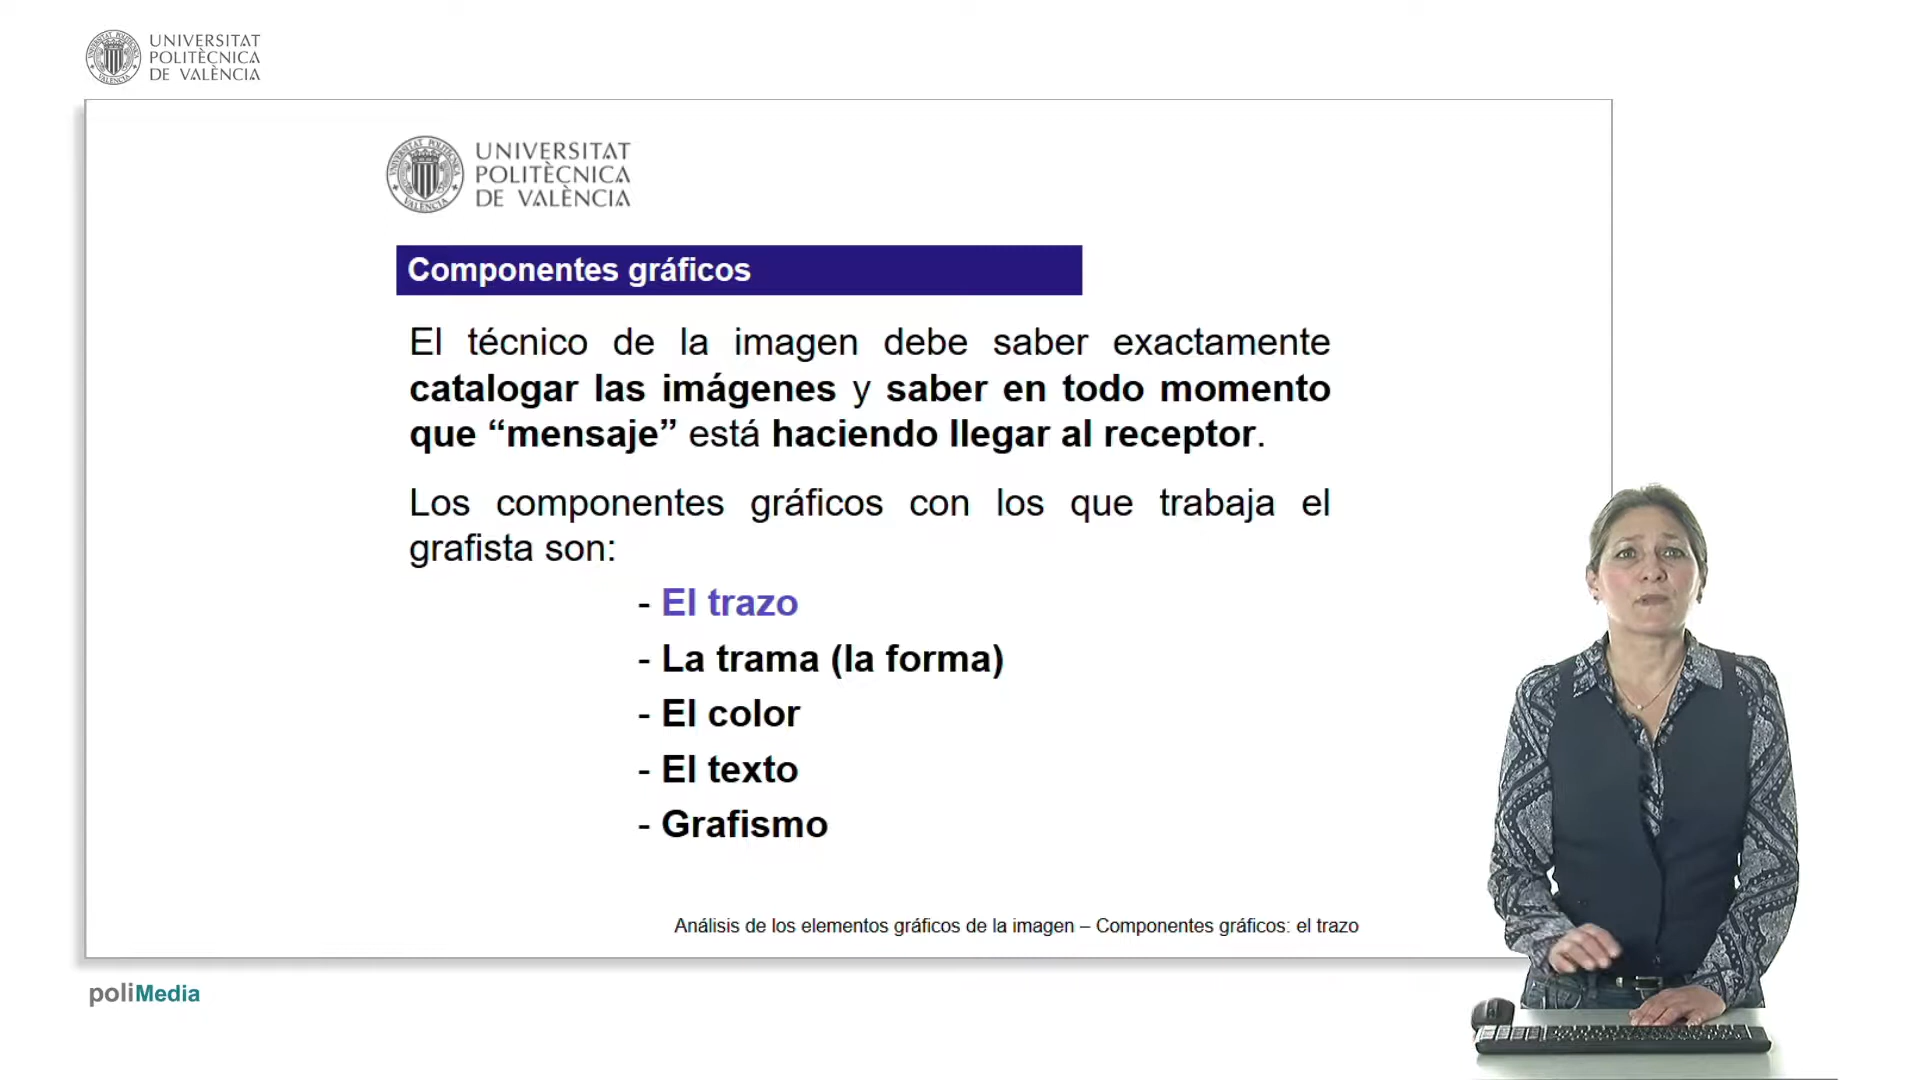 UNIVERSITAT
POLITÈCNICA
DE VALÈNCIA
UNIVERSITAT
POLITÈCNICA
DE VALÈNCIA
Componentes gráficos
El técnico de la imagen debe saber exactamente
catalogar las imágenes y saber en todo momento
que “mensaje” está haciendo llegar al receptor.
Los componentes gráficos con los que trabaja el
grafista son:
- El trazo
- La trama (la forma)
- El color
- El texto
- Grafismo
Análisis de los elementos gráficos de la imagen – Componentes gráficos: el trazo
poliMedia